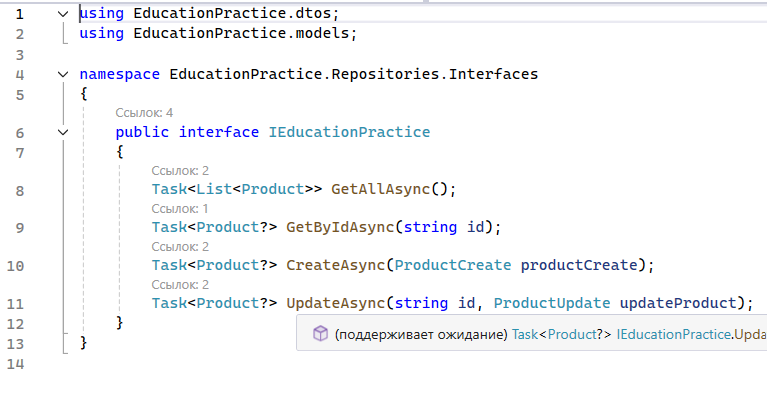 1 using EducationPractice.dtos;
2 using EducationPractice.models;
3
4 namespace EducationPractice.Repositories.Interfaces
5 {
Ссылок: 4
6 public interface IEducationPractice
7 {
Ссылок: 2
8 Task<List<Product>> GetAllAsync();
Ссылок: 1
9 Task<Product?> GetByIdAsync(string id);
Ссылок: 2
10 Task<Product?> CreateAsync(ProductCreate productCreate);
Ссылок: 2
11 Task<Product?> UpdateAsync(string id, ProductUpdate updateProduct);
12 }
(поддерживает ожидание) Task<Product?> IEducationPractice.Upda
13 }
14